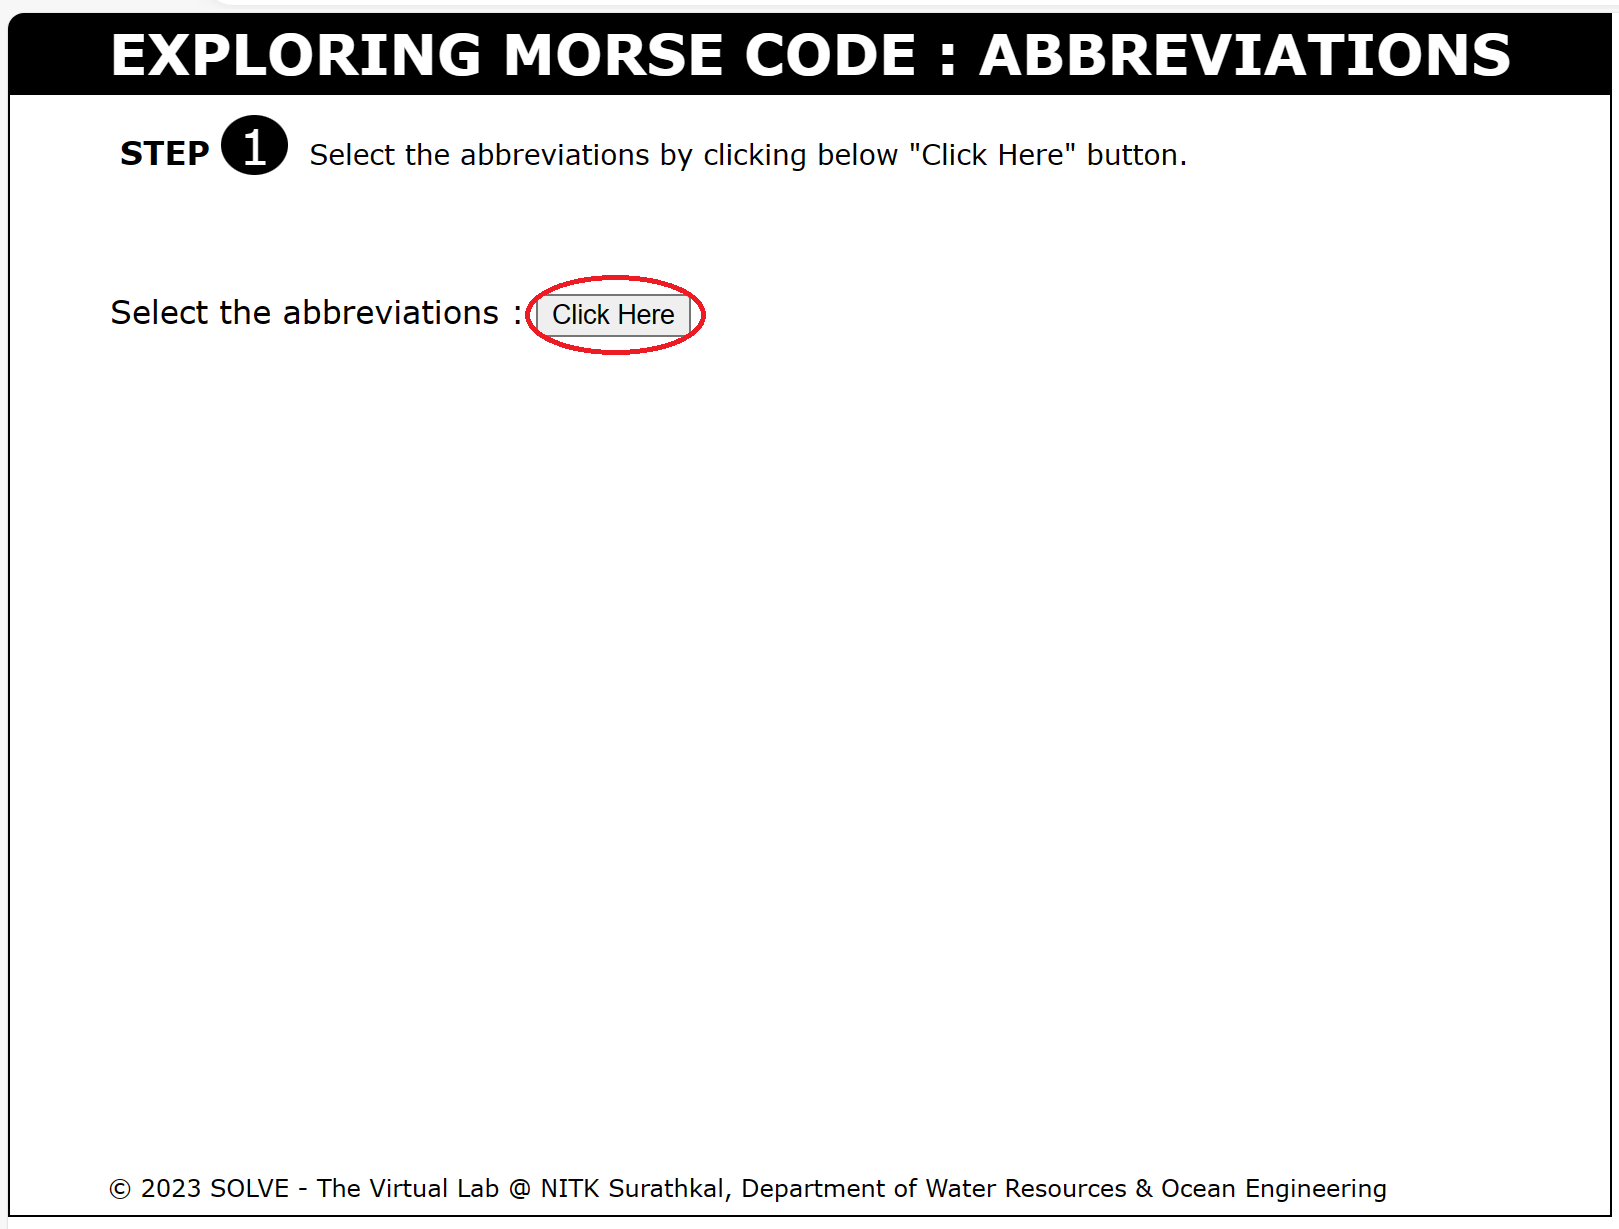 EXPLORING MORSE CODE : ABBREVIATIONS
STEP 1 Select the abbreviations by clicking below "Click Here" button.
Select the abbreviations : Click Here
© 2023 SOLVE - The Virtual Lab @ NITK Surathkal, Department of Water Resources & Ocean Engineering